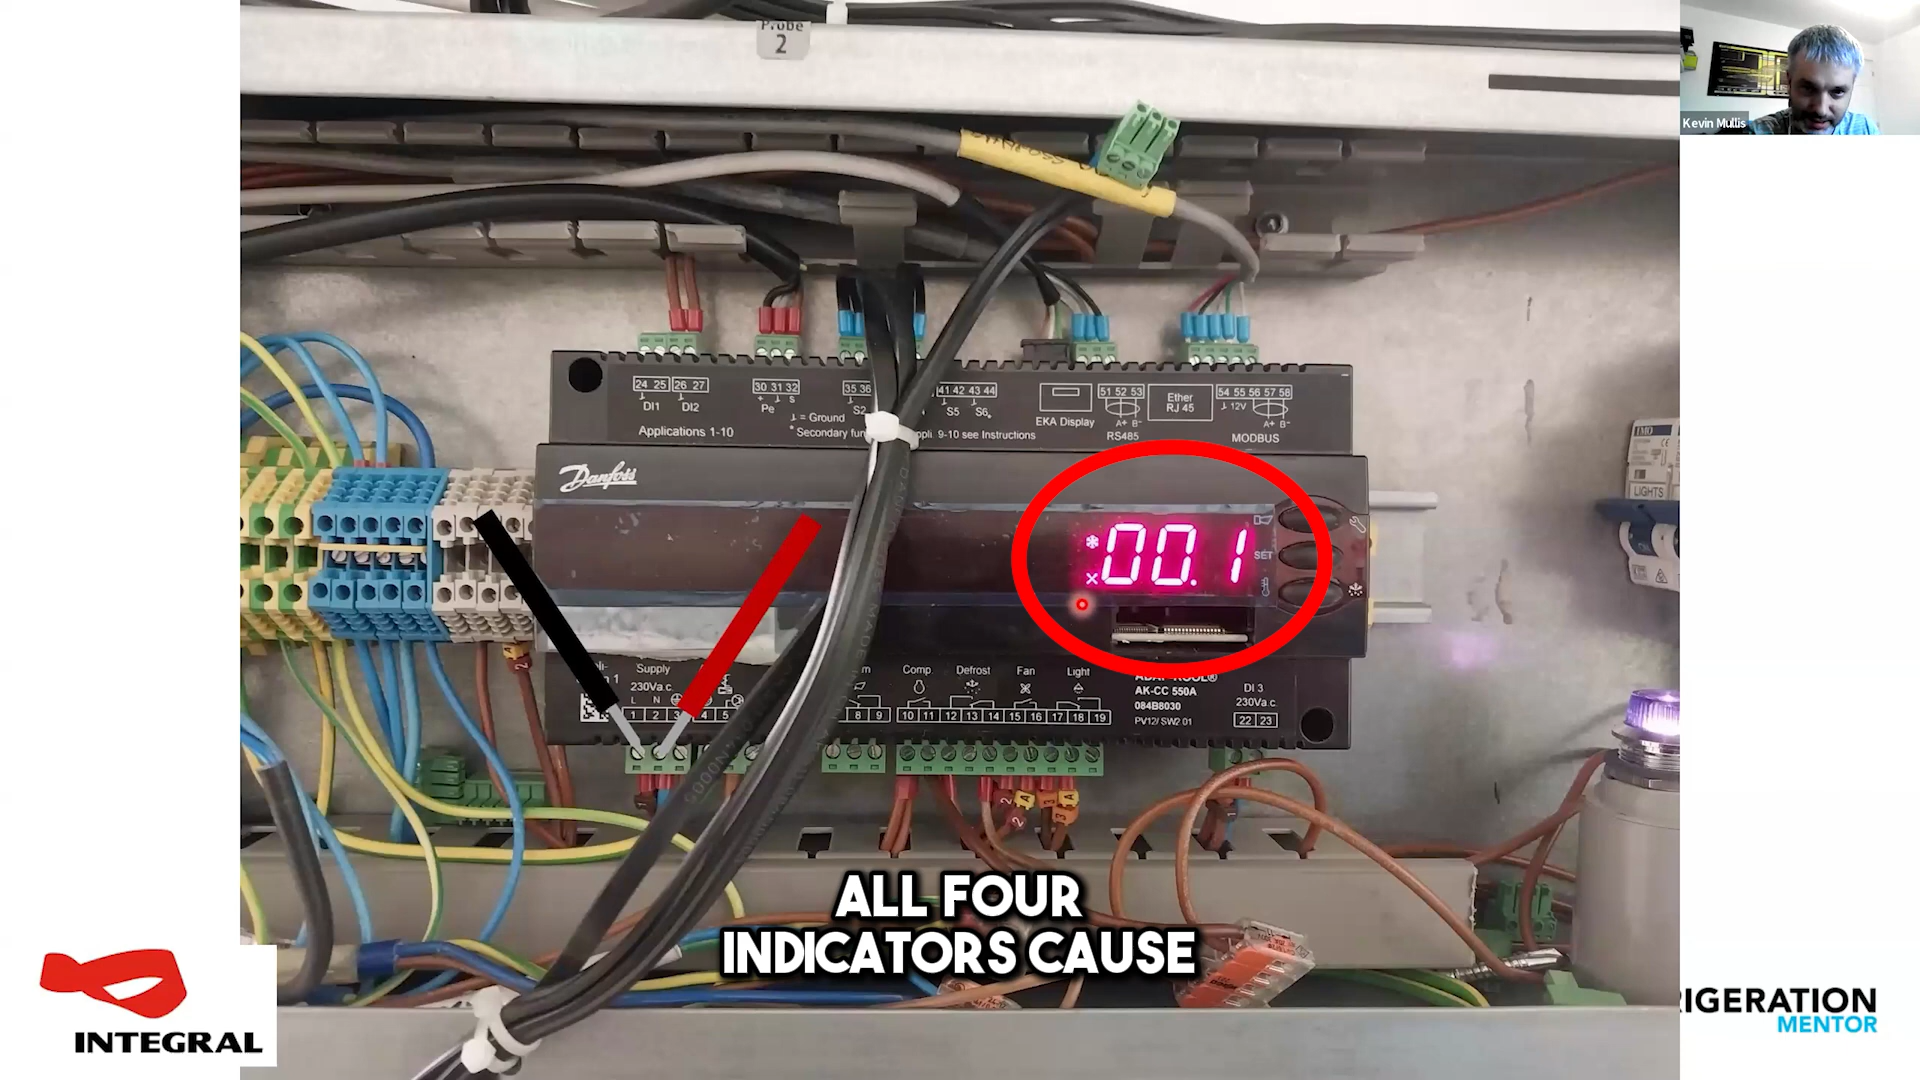 Probe
2
Kevin Mullis
24 25 26 27
DI1 DI2
30 31 32
Pe
35 36
S2
41 42 43 44
S5 S6
EKA Display
51 52 53
A+ B-
RS485
Ether
RJ 45
54 55 56 57 58
12V
A+ B-
MODBUS
= Ground
Applications 1-10
* Secondary
9-10 see Instructions
Danfoss
00.1
SET
IMO
LIGHTS
Supply
230Va.c.
L N
1 2 3 4 5
8 9
Comp.
10 11
Defrost
12 13 14
Fan
15 16
Light
17 18 19
AK-CC 550A
084B8030
PV12/ SW2.01
DI 3
230Va.c.
22 23
ALL FOUR
INDICATORS CAUSE
INTEGRAL
RIGERATION
MENTOR